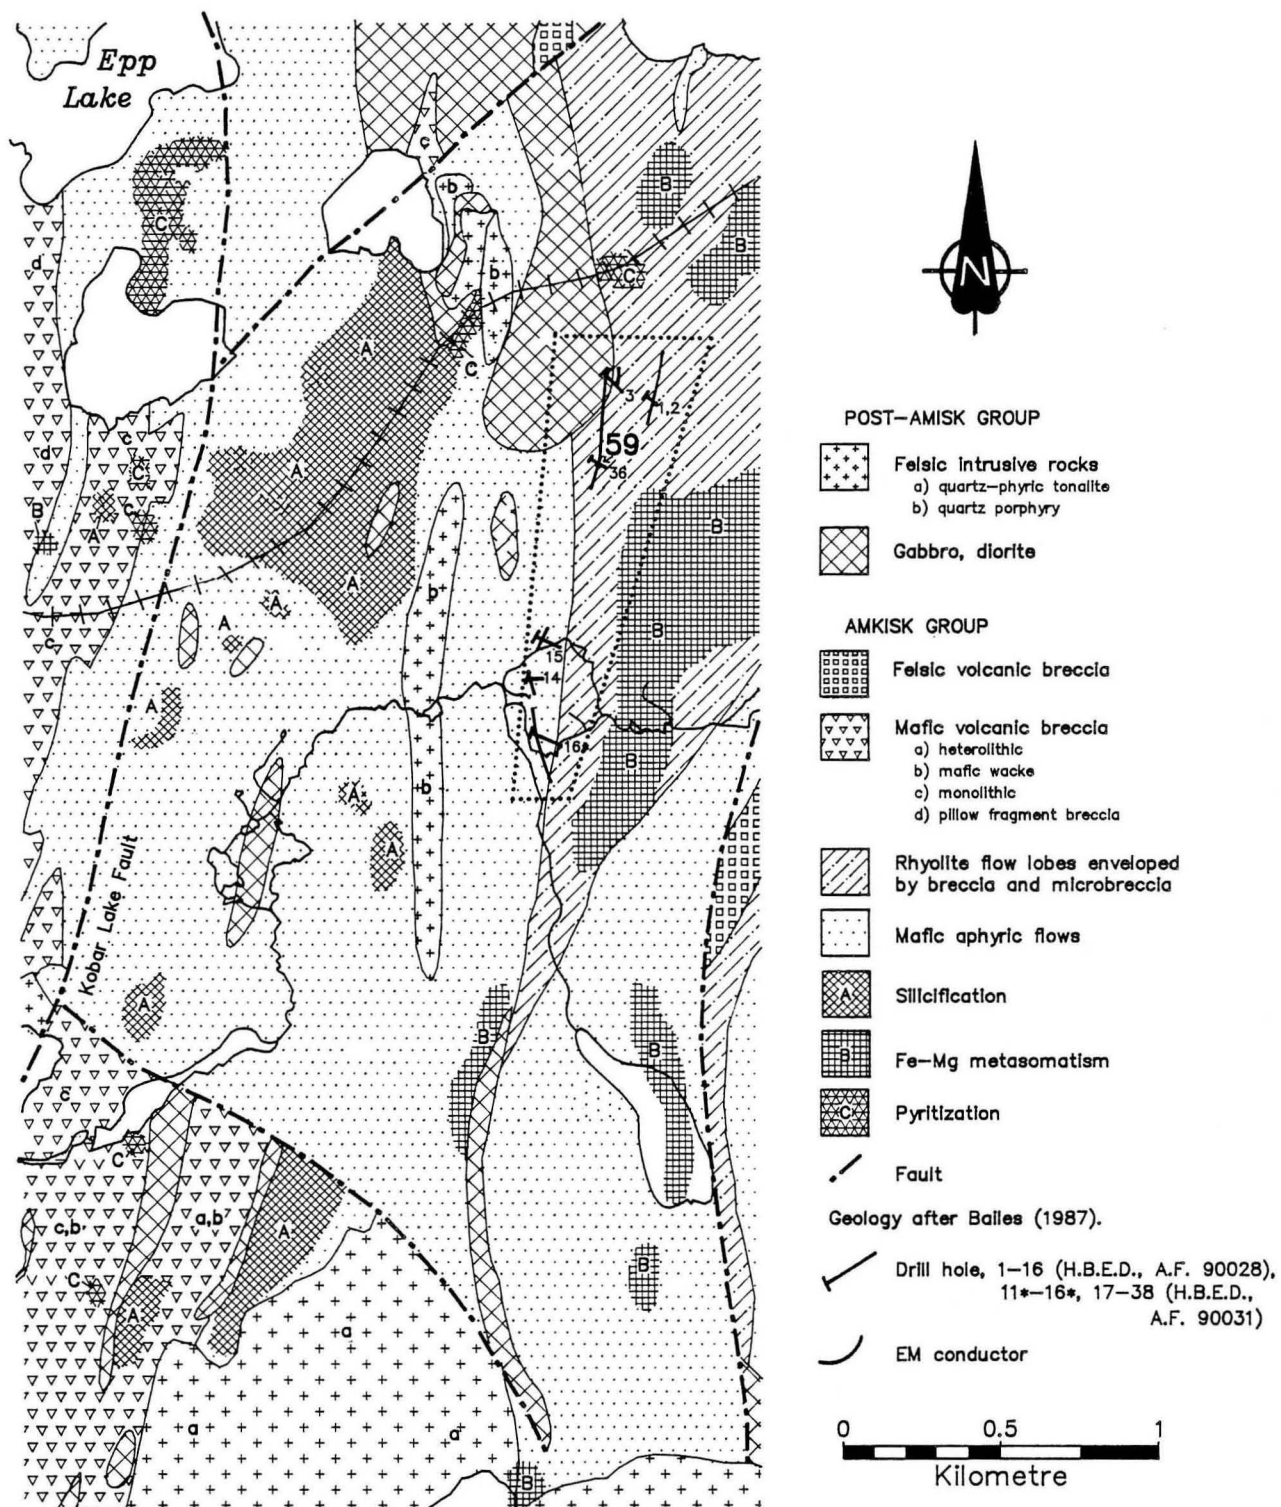 Epp
Lake
c
b
B
C
B
d
b
C
A
C
3
1,2
59
36
c
d
C
A
B
c
B
A
A
b
A
A
B
c
15
14
A
16
B
A
b
A
Kobar Lake Fault
A
B
B
c
C
c,b
a,b
A
B
C
A
a
a
a
B
N
POST-AMISK GROUP
Felsic intrusive rocks
a) quartz-phyric tonalite
b) quartz porphyry
Gabbro, diorite
AMKISK GROUP
Felsic volcanic breccia
Mafic volcanic breccia
a) heterolithic
b) mafic wacke
c) monolithic
d) pillow fragment breccia
Rhyolite flow lobes enveloped
by breccia and microbreccia
Mafic aphyric flows
A
Silicification
B
Fe-Mg metasomatism
C
Pyritization
Fault
Geology after Bailes (1987).
Drill hole, 1-16 (H.B.E.D., A.F. 90028),
11*-16*, 17-38 (H.B.E.D.,
A.F. 90031)
EM conductor
0 0.5 1
Kilometre